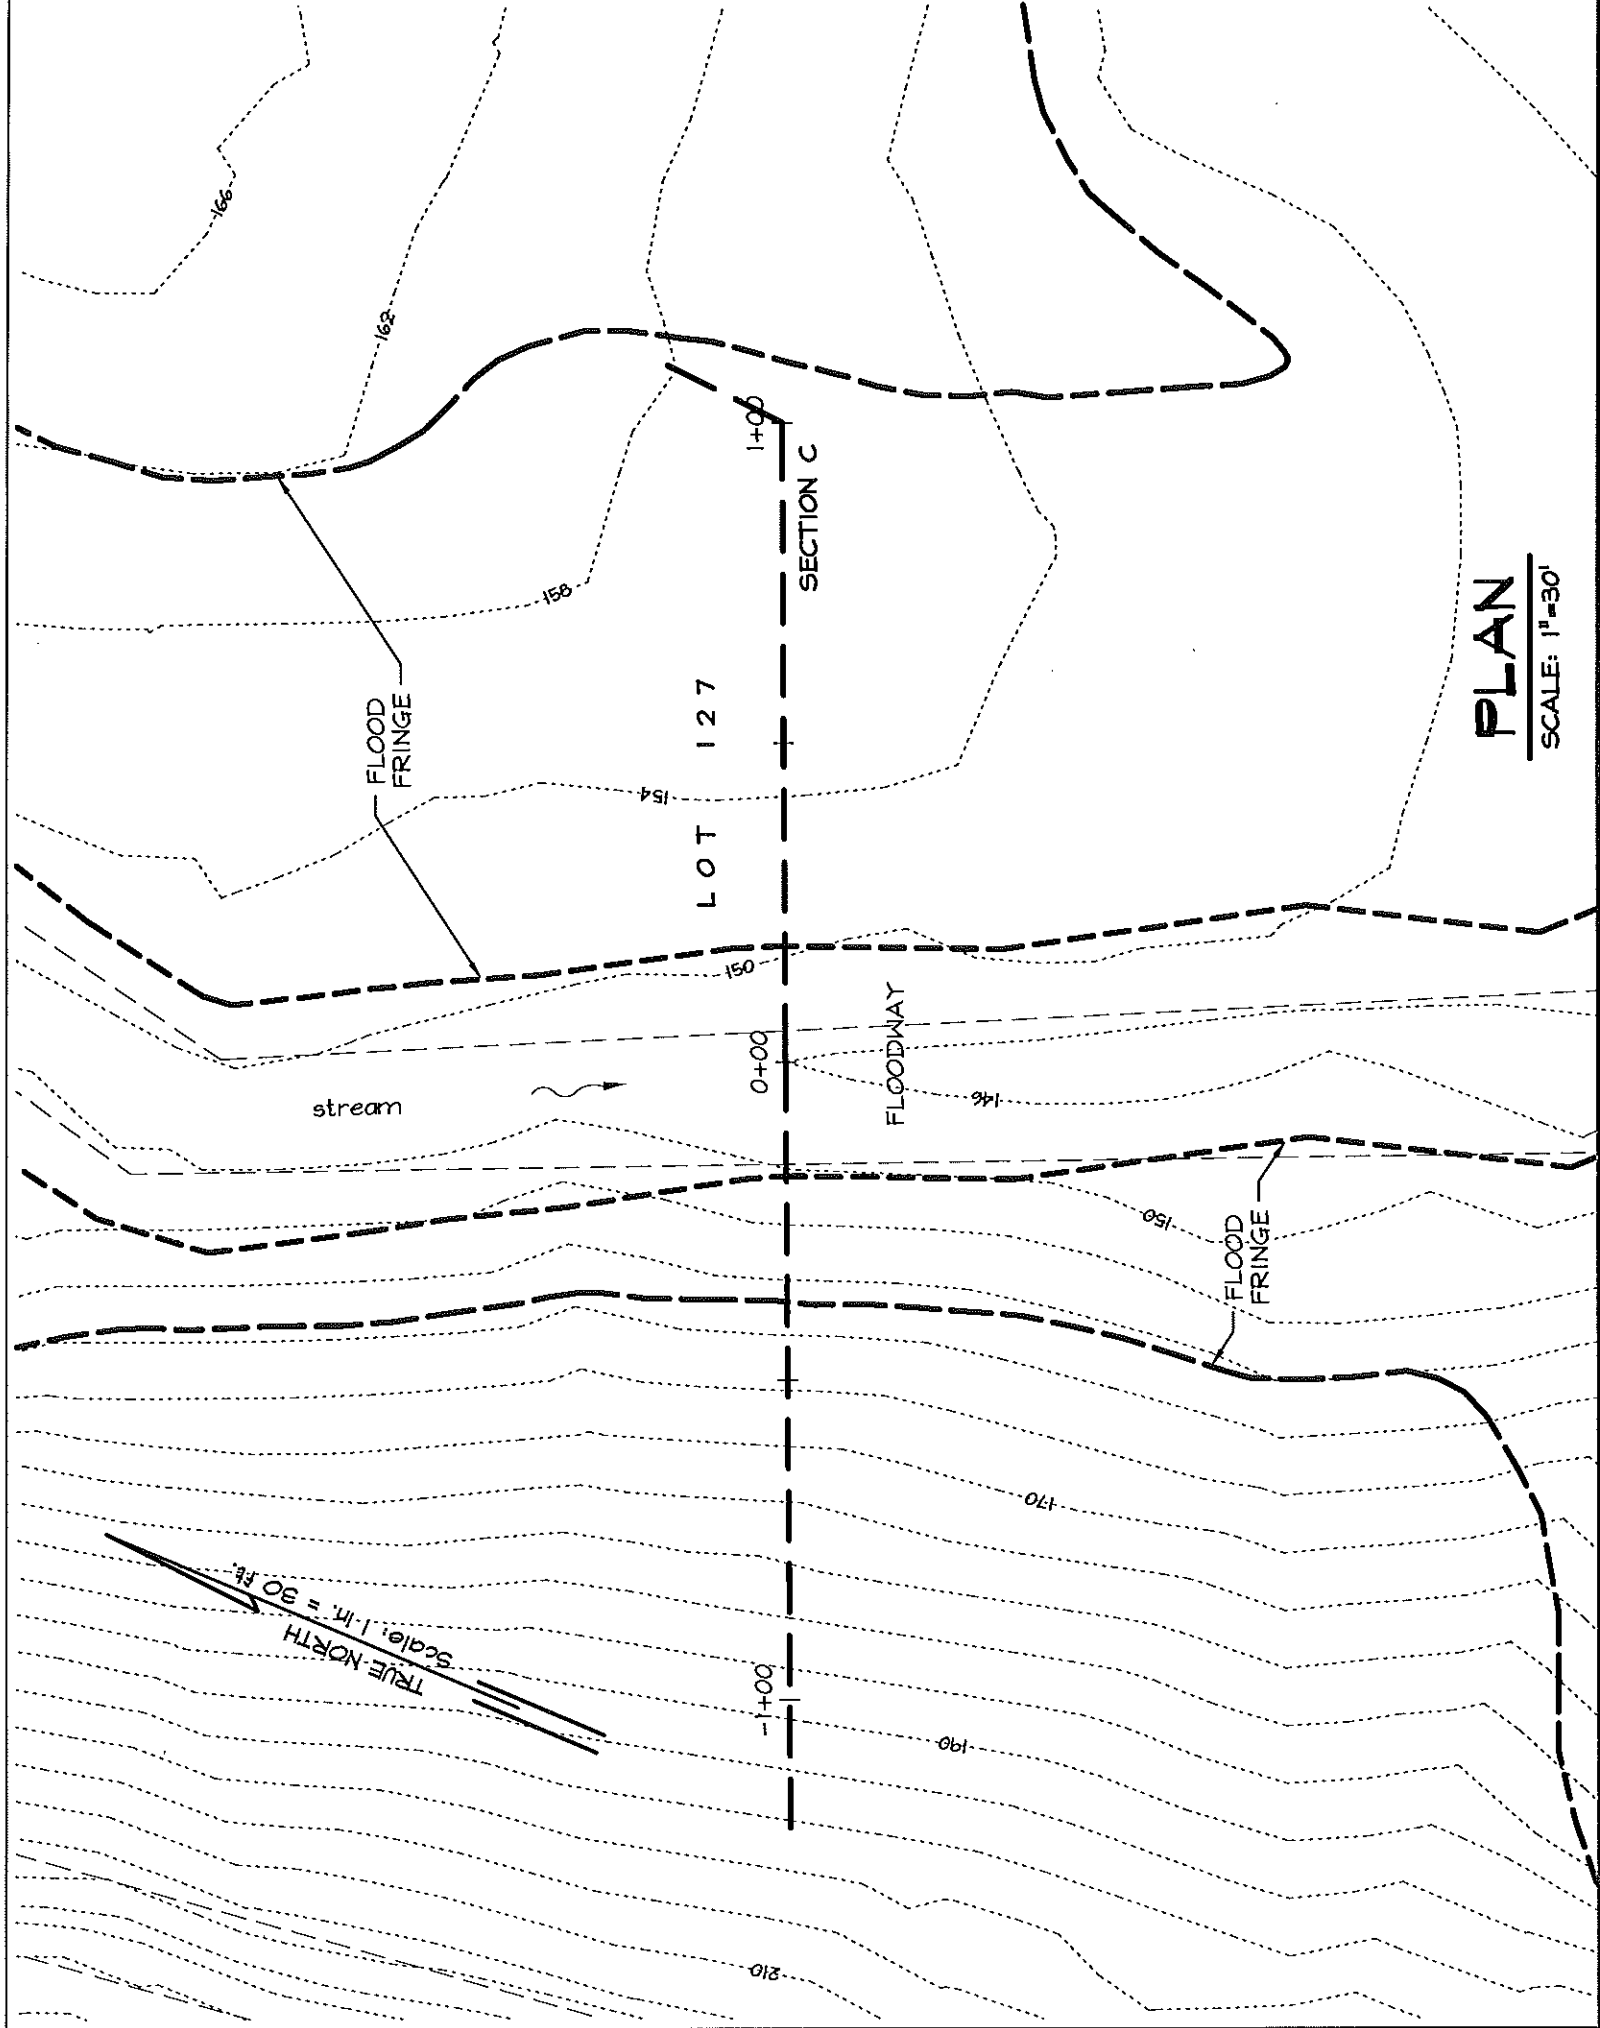 166
162
158
FLOOD
FRINGE
154
LOT 127
1+00
SECTION C
150
0+00
stream
FLOODWAY
146
150
FLOOD
FRINGE
170
TRUE NORTH
Scale: 1 in. = 30 ft.
-1+00
190
210
PLAN
SCALE: 1"=30'